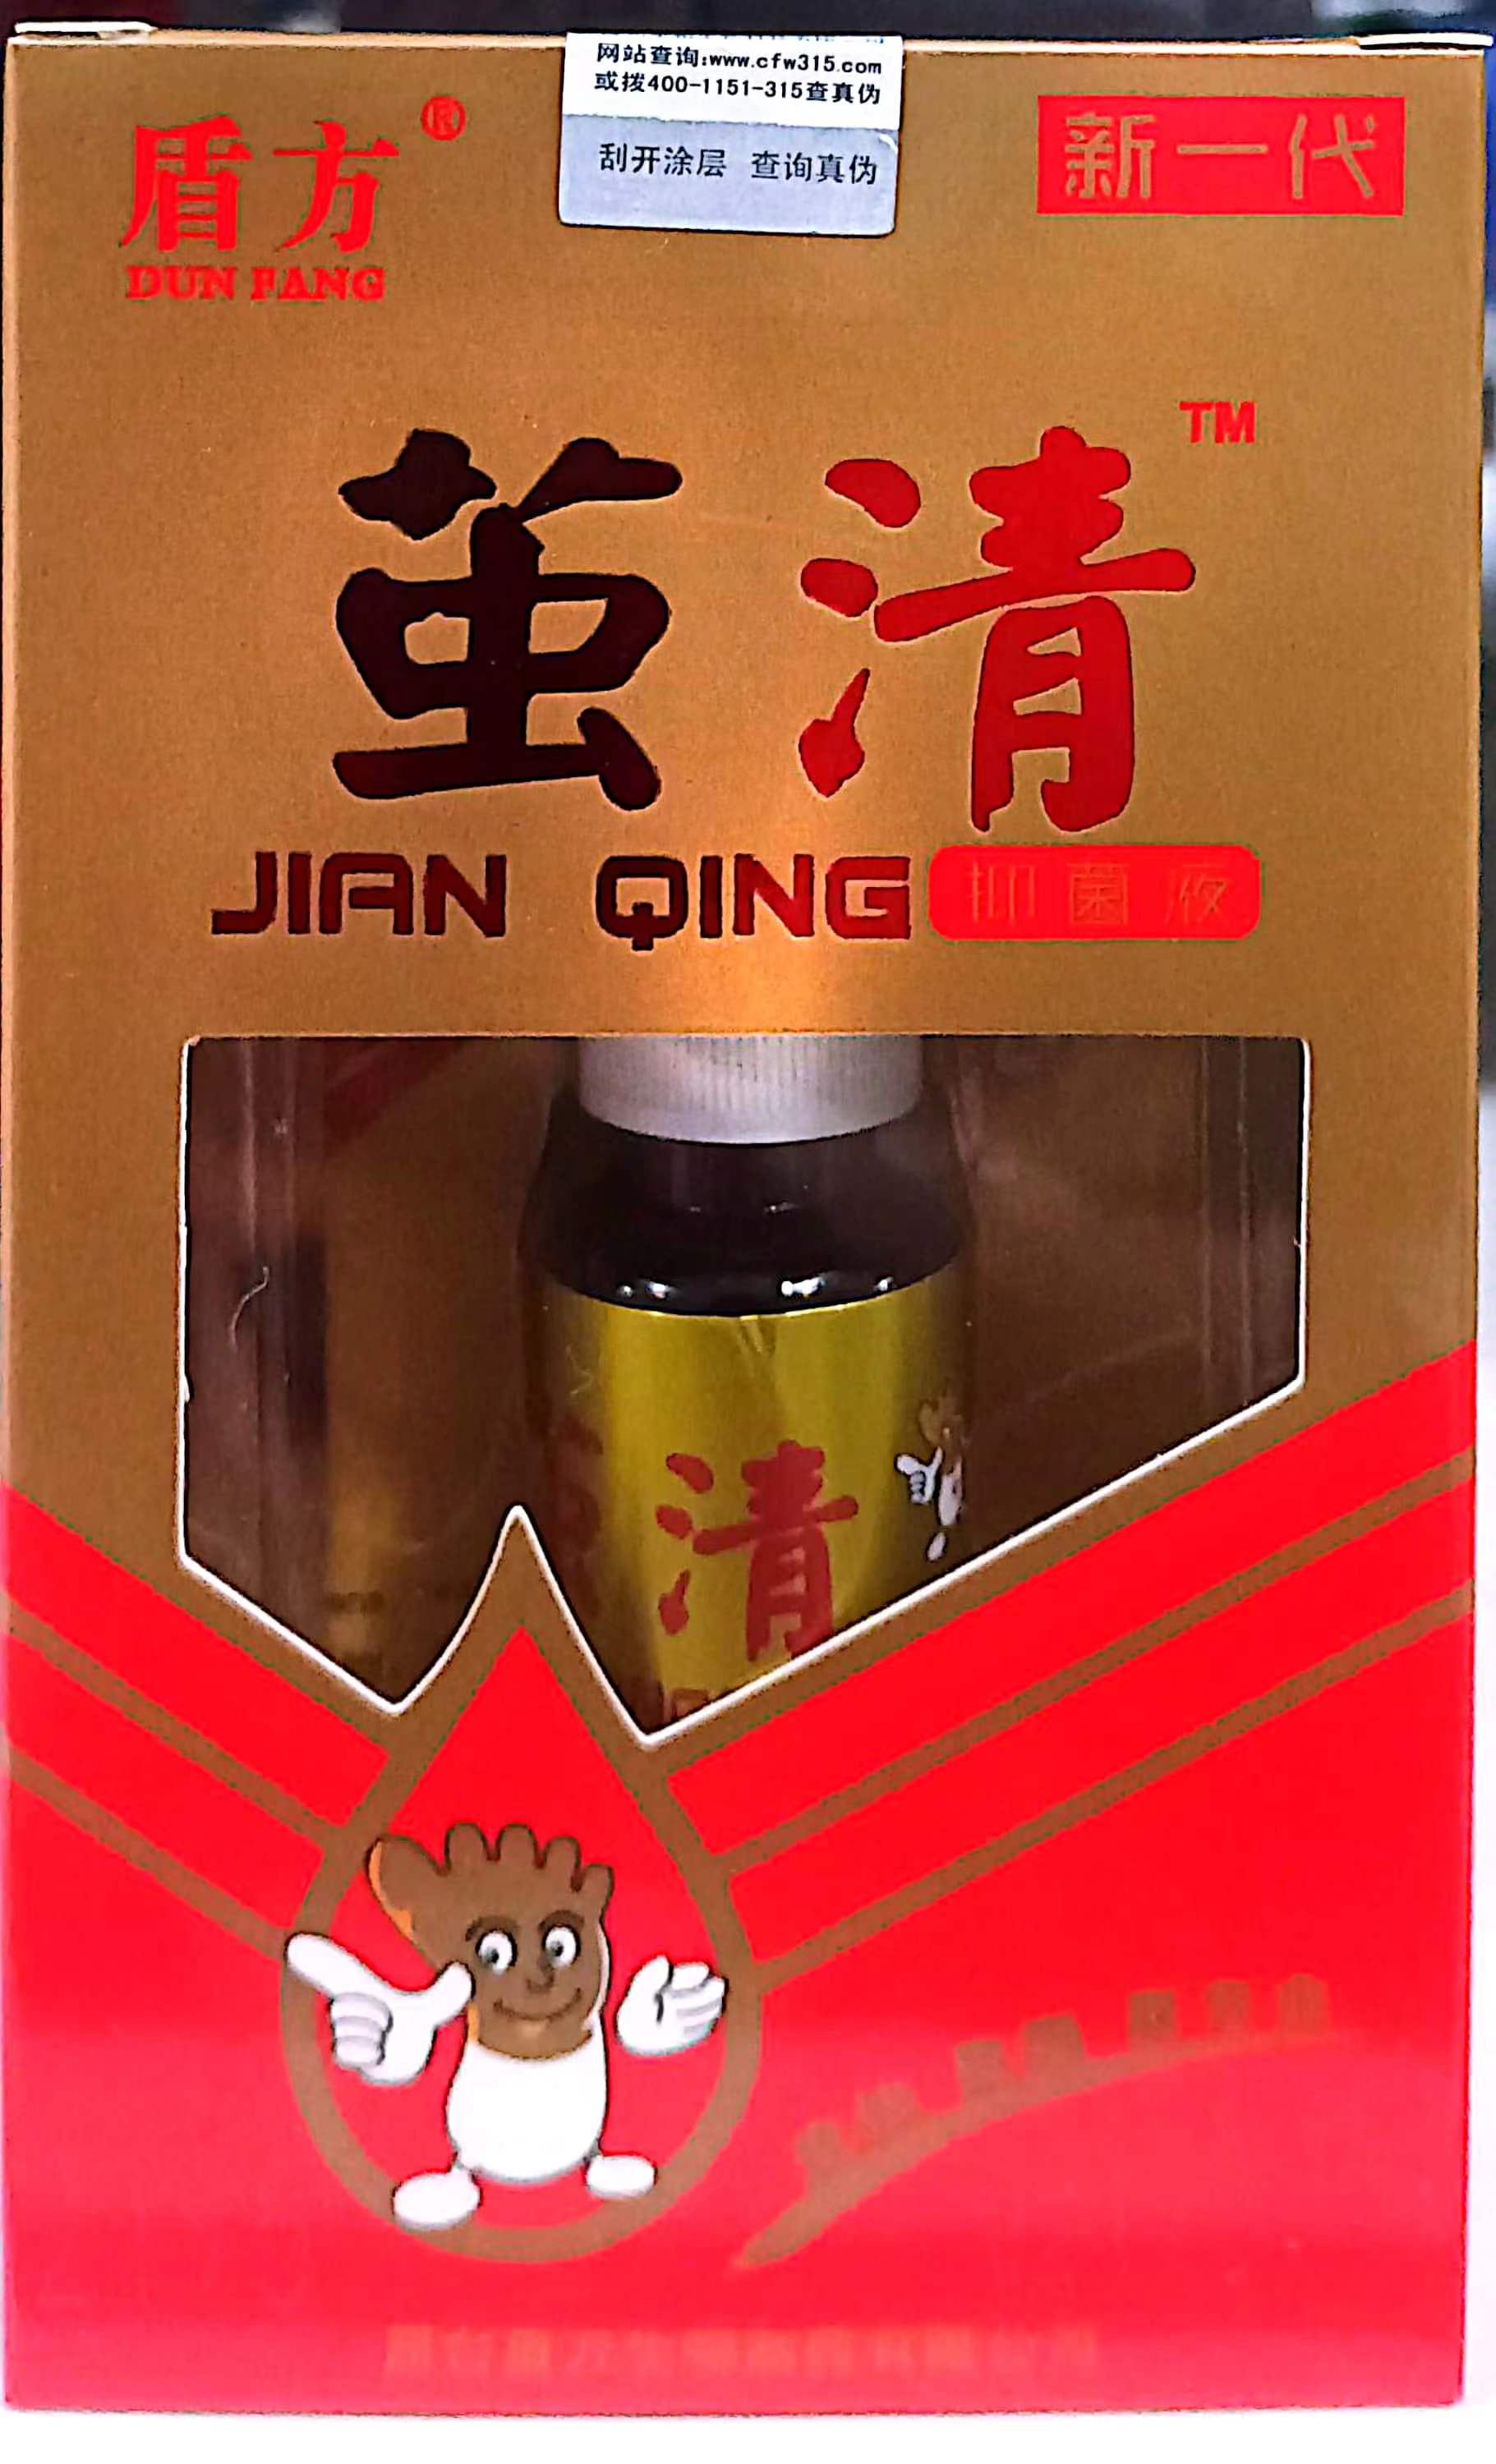 网站查询:www.cfw315.com
或拨400-1151-315查真伪
刮开涂层 查询真伪
盾方®
DUN FANG
新一代
茧清™
JIAN QING 抑菌液
清